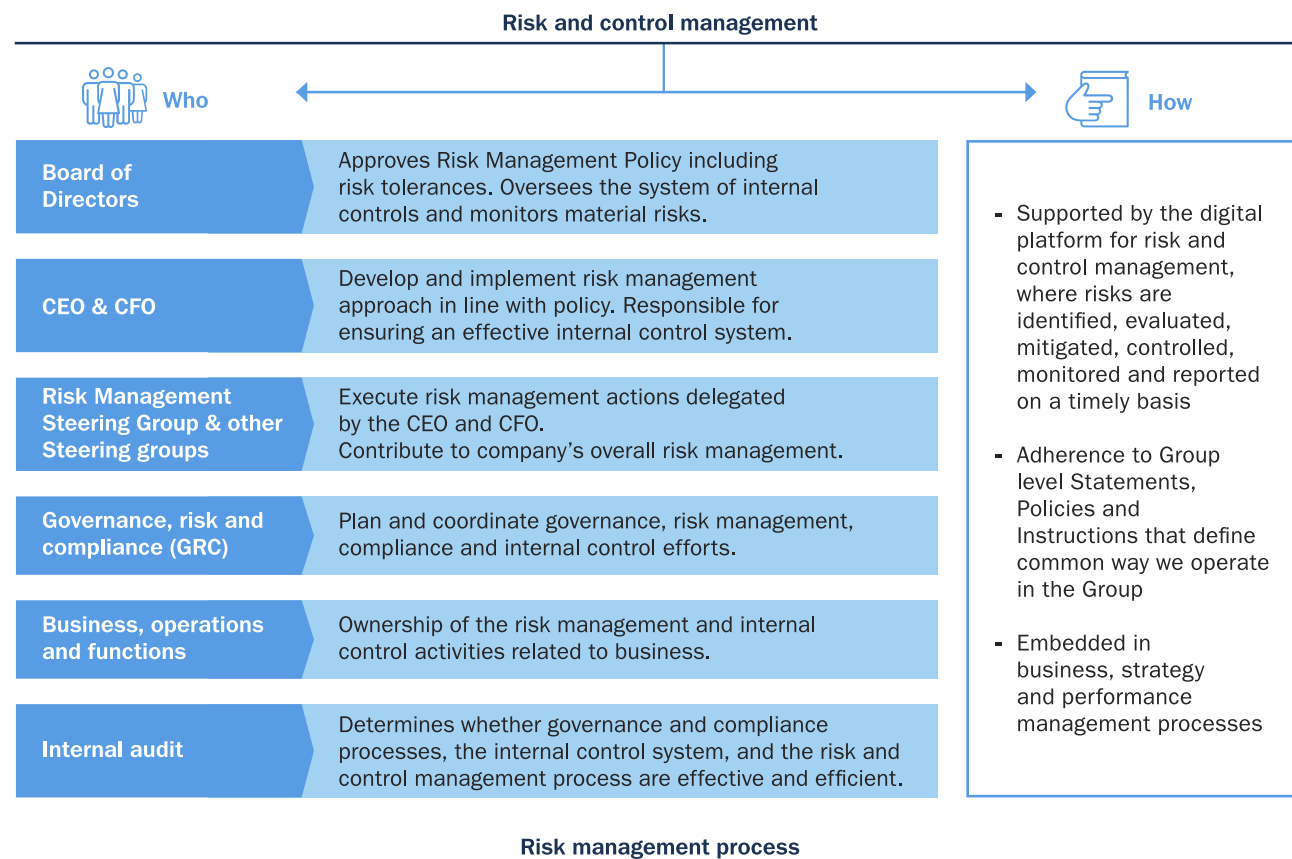 Risk and control management
Who
How
Board of
Directors
Approves Risk Management Policy including
risk tolerances. Oversees the system of internal
controls and monitors material risks.
CEO & CFO
Develop and implement risk management
approach in line with policy. Responsible for
ensuring an effective internal control system.
Risk Management
Steering Group & other
Steering groups
Execute risk management actions delegated
by the CEO and CFO.
Contribute to company’s overall risk management.
Governance, risk and
compliance (GRC)
Plan and coordinate governance, risk management,
compliance and internal control efforts.
Business, operations
and functions
Ownership of the risk management and internal
control activities related to business.
Internal audit
Determines whether governance and compliance
processes, the internal control system, and the risk and
control management process are effective and efficient.
- Supported by the digital
platform for risk and
control management,
where risks are
identified, evaluated,
mitigated, controlled,
monitored and reported
on a timely basis
- Adherence to Group
level Statements,
Policies and
Instructions that define
common way we operate
in the Group
- Embedded in
business, strategy
and performance
management processes
Risk management process